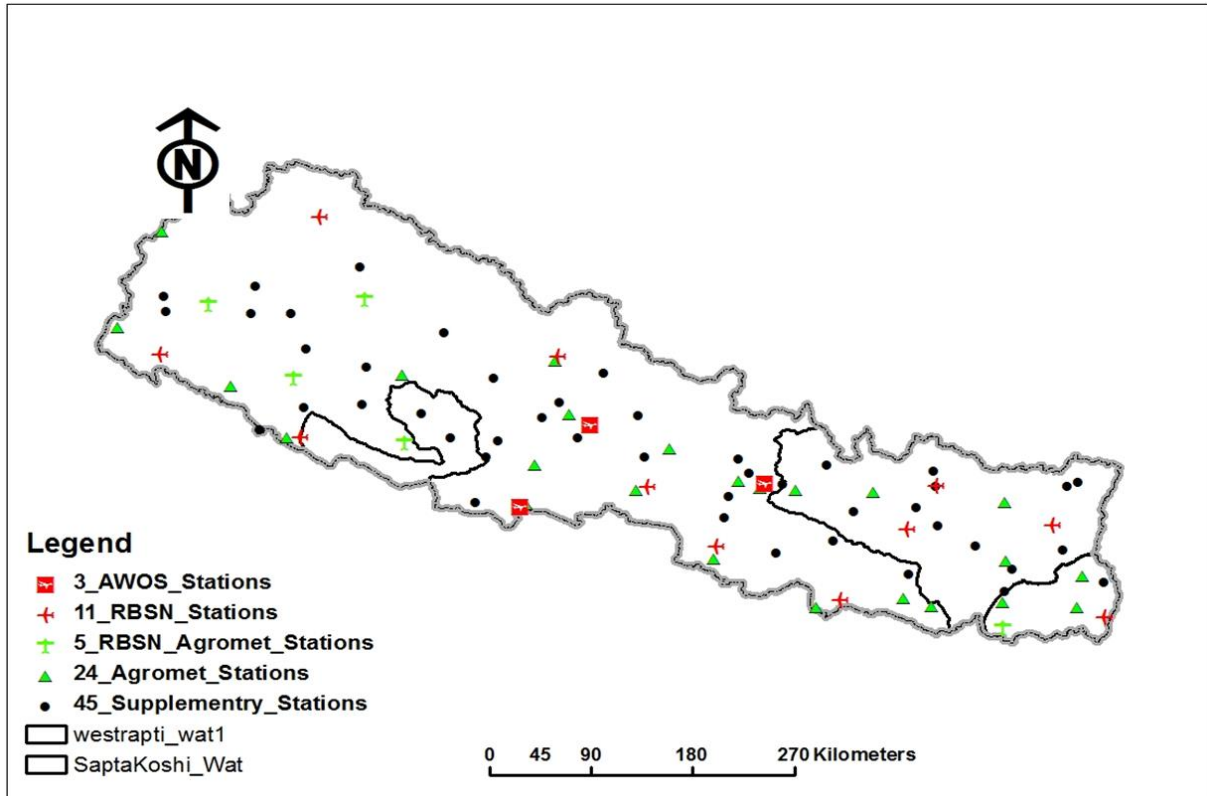 N
Legend
3_AWOS_Stations
11_RBSN_Stations
5_RBSN_Agromet_Stations
24_Agromet_Stations
45_Supplementry_Stations
westrapti_wat1
SaptaKoshi_Wat
0 45 90 180 270 Kilometers